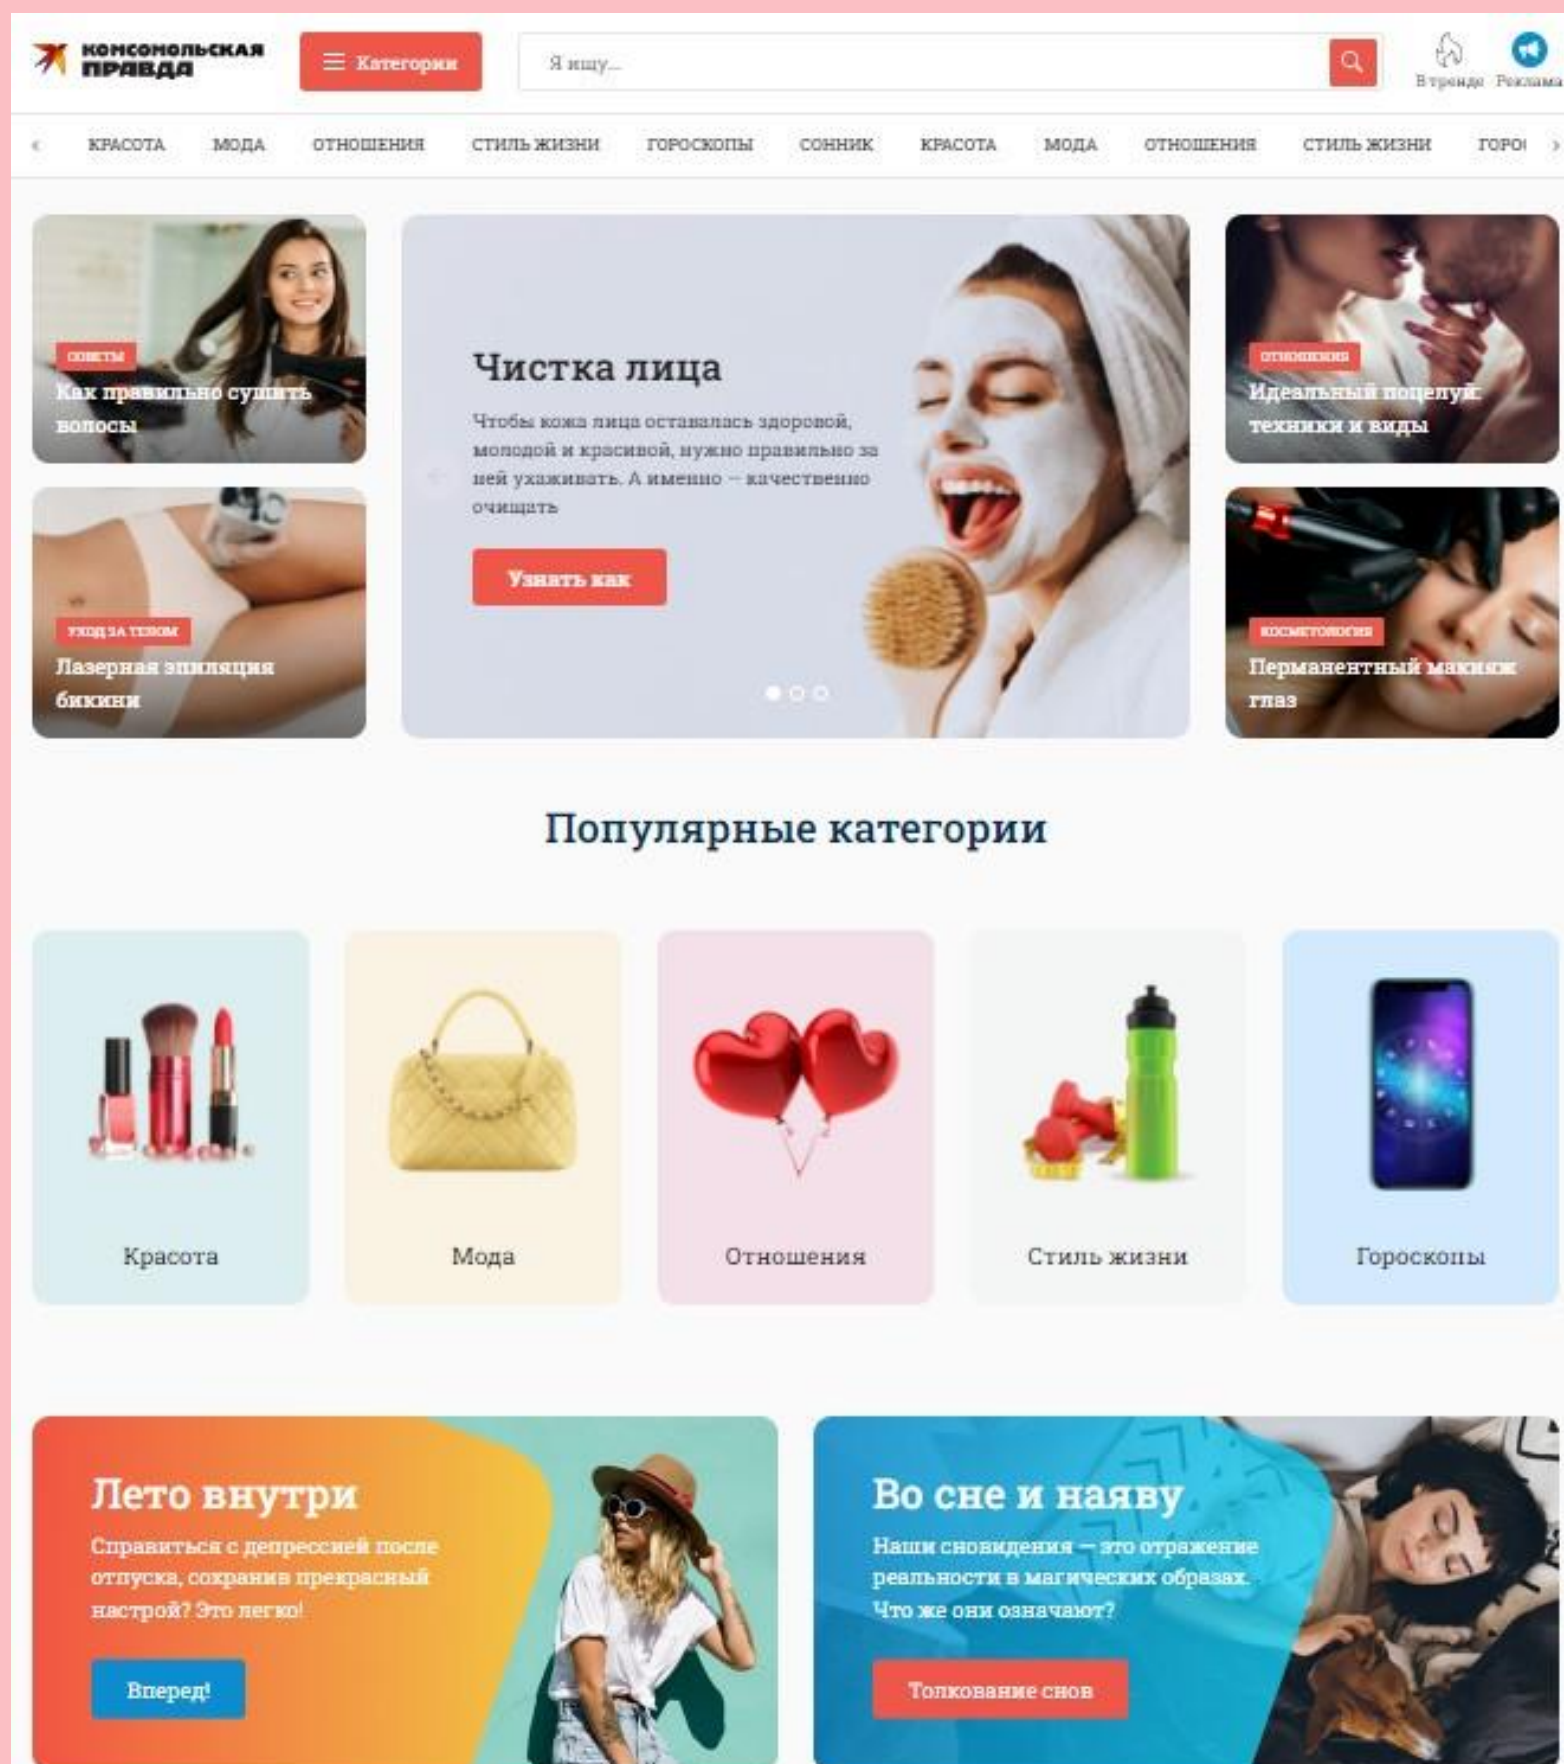 КОМСОМОЛЬСКАЯ
ПРАВДА
Категории
Я ищу...
В тренде
Реклама
КРАСОТА МОДА ОТНОШЕНИЯ СТИЛЬ ЖИЗНИ ГОРОСКОПЫ СОННИК КРАСОТА МОДА ОТНОШЕНИЯ СТИЛЬ ЖИЗНИ ГОРО
СОВЕТЫ
Как правильно сушить
волосы
УХОД ЗА ТЕЛОМ
Лазерная эпиляция
бикини
Чистка лица
Чтобы кожа лица оставалась здоровой,
молодой и красивой, нужно правильно за
ней ухаживать. А именно — качественно
очищать
Узнать как
ОТНОШЕНИЯ
Идеальный поцелуй:
техники и виды
КОСМЕТОЛОГИЯ
Перманентный макияж
глаз
Популярные категории
Красота
Мода
Отношения
Стиль жизни
Гороскопы
Лето внутри
Справиться с депрессией после
отпуска, сохранив прекрасный
настрой? Это легко!
Вперед!
Во сне и наяву
Наши сновидения — это отражение
реальности в магических образах.
Что же они означают?
Толкование снов